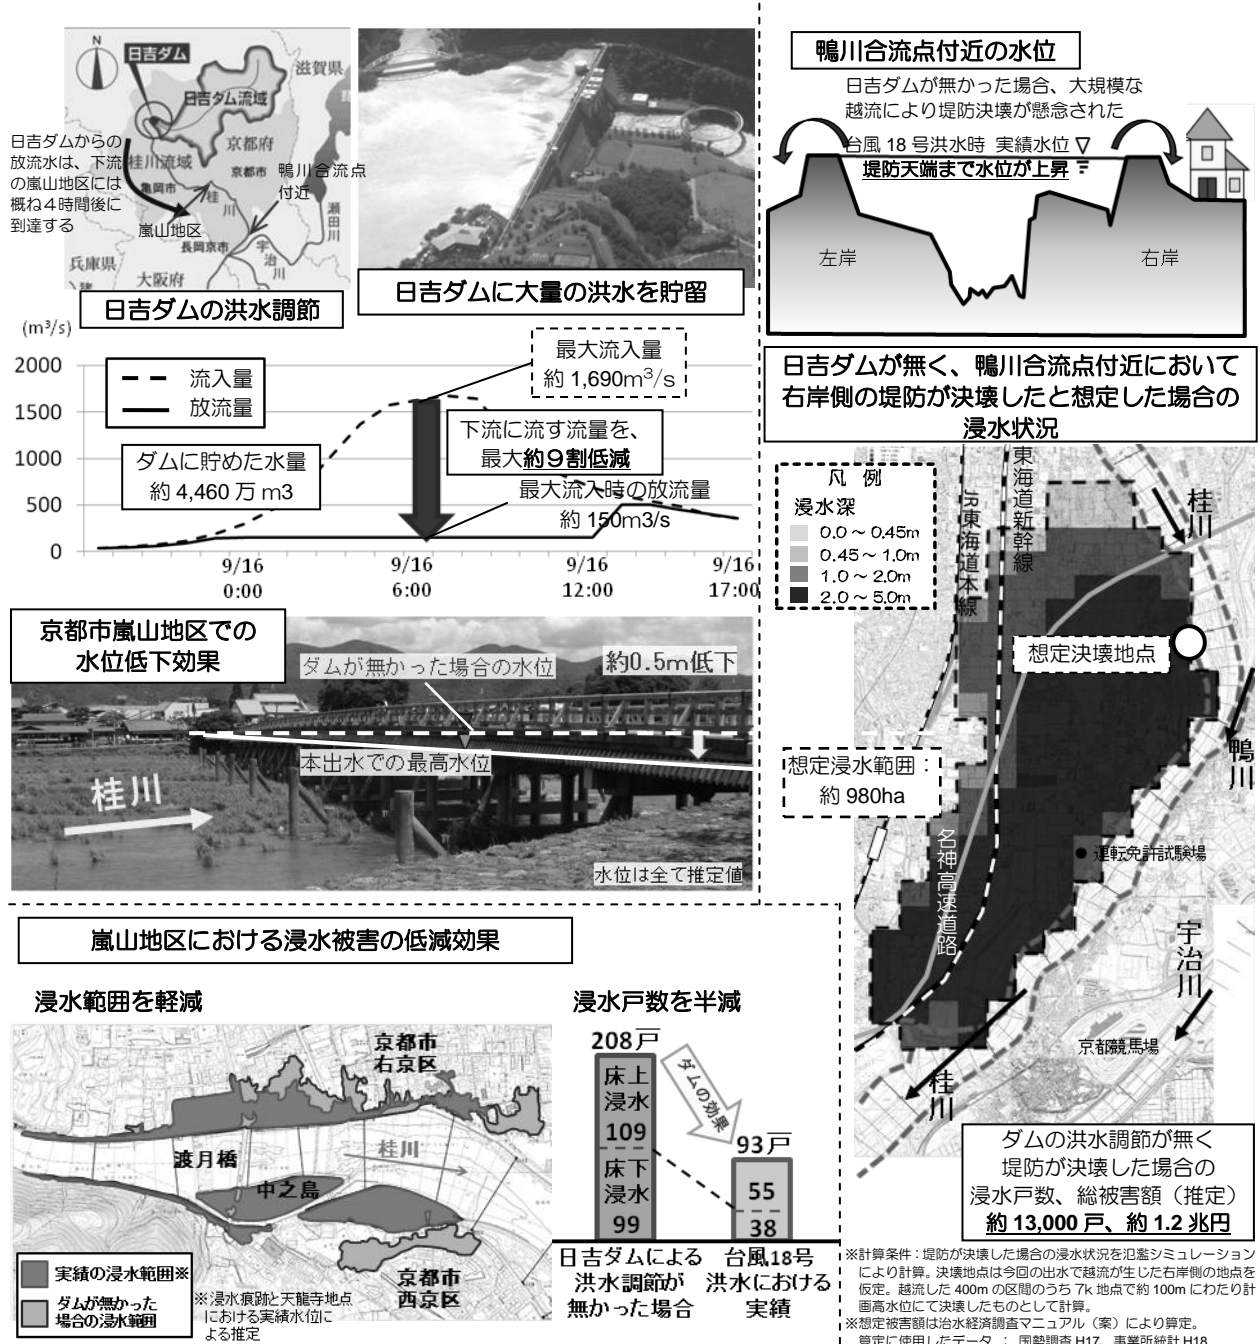 N
日吉ダム
滋賀県
日吉ダム流域
日吉ダムからの
放流水は、下流
の嵐山地区には
概ね４時間後に
到達する
京都府
桂川流域
京都市
鴨川合流点
付近
亀岡市
桂川
嵐山地区
瀬田川
長岡京市
宇治川
兵庫県
大阪府
日吉ダムの洪水調節
日吉ダムに大量の洪水を貯留
(m³/s)
2000
1500
1000
500
0
流入量
放流量
最大流入量
約 1,690m³/s
下流に流す流量を、
最大約９割低減
ダムに貯めた水量
約 4,460 万 m3
最大流入時の放流量
約 150m3/s
9/16
0:00
9/16
6:00
9/16
12:00
9/16
17:00
京都市嵐山地区での
水位低下効果
ダムが無かった場合の水位
約0.5m低下
本出水での最高水位
桂川
水位は全て推定値
鴨川合流点付近の水位
日吉ダムが無かった場合、大規模な
越流により堤防決壊が懸念された
台風 18 号洪水時 実績水位
堤防天端まで水位が上昇
左岸
右岸
日吉ダムが無く、鴨川合流点付近において
右岸側の堤防が決壊したと想定した場合の
浸水状況
凡 例
浸水深
0.0～0.45m
0.45～1.0m
1.0～2.0m
2.0～5.0m
JR東海道本線
東海道新幹線
桂川
想定決壊地点
鴨川
想定浸水範囲：
約 980ha
名神高速道路
運転免許試験場
宇治川
京都競馬場
桂川
ダムの洪水調節が無く
堤防が決壊した場合の
浸水戸数、総被害額（推定）
約 13,000 戸、約 1.2 兆円
※計算条件：堤防が決壊した場合の浸水状況を氾濫シミュレーション
により計算。決壊地点は今回の出水で越流が生じた右岸側の地点を
仮定。越流した 400m の区間のうち 7k 地点で約 100m にわたり計
画高水位にて決壊したものとして計算。
※想定被害額は治水経済調査マニュアル（案）により算定。
算定に使用したデータ ： 国勢調査 H17、事業所統計 H18
嵐山地区における浸水被害の低減効果
浸水範囲を軽減
京都市
右京区
渡月橋
桂川
中之島
京都市
西京区
実績の浸水範囲※
ダムが無かった
場合の浸水範囲
※浸水痕跡と天龍寺地点
における実績水位に
よる推定
浸水戸数を半減
208戸
床上
浸水
109
床下
浸水
99
ダムの効果
93戸
55
38
日吉ダムによる
洪水調節が
無かった場合
台風18号
洪水における
実績